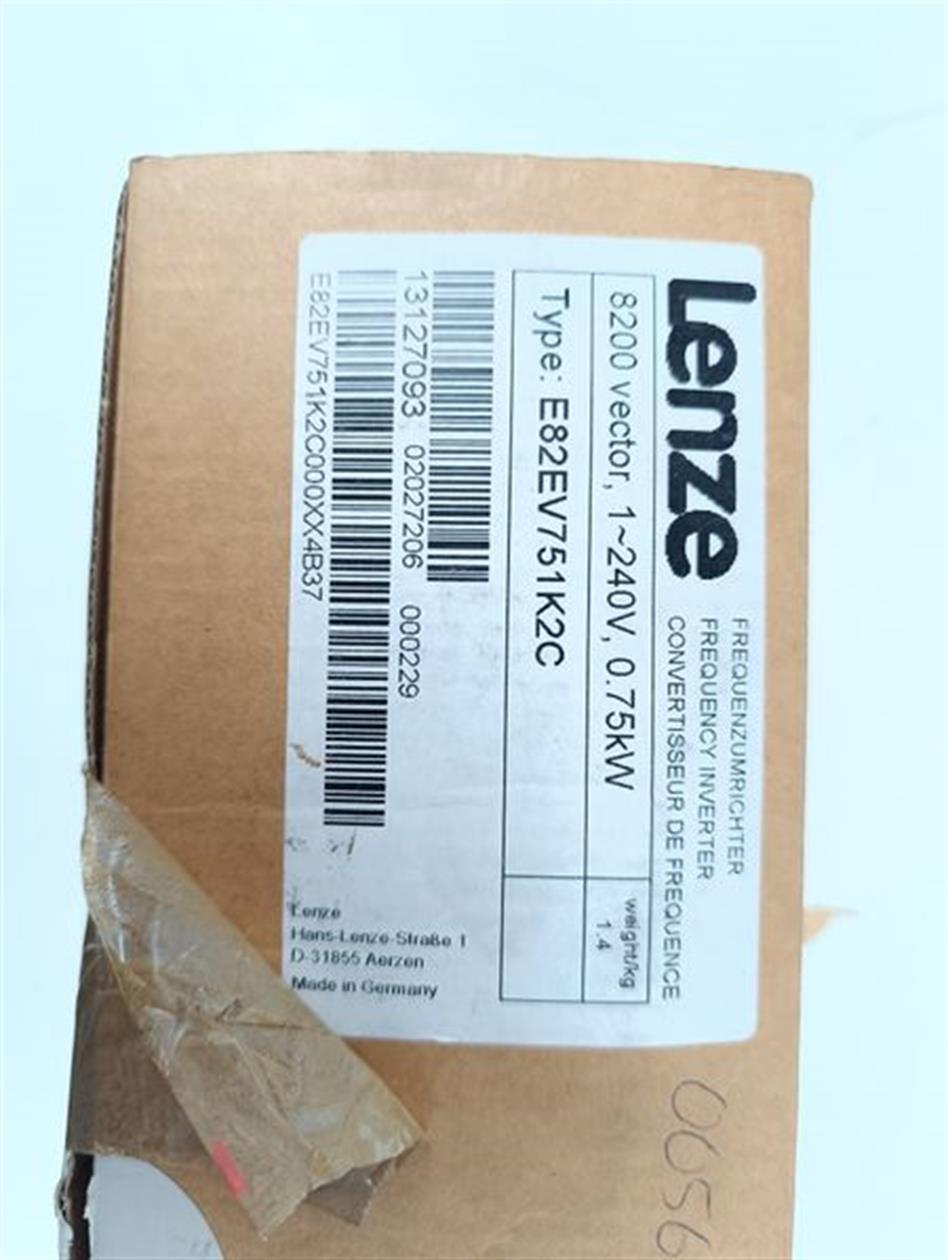 Lenze
FREQUENZUMRICHTER
FREQUENCY INVERTER
CONVERTISSEUR DE FREQUENCE
8200 vector, 1~240V, 0.75kW
weight/kg
1.4
Type: E82EV751K2C
13127093 02027206 000229
E82EV751K2C000XX4B37
Lenze
Hans-Lenze-Straße 1
D-31855 Aerzen
Made in Germany
0056